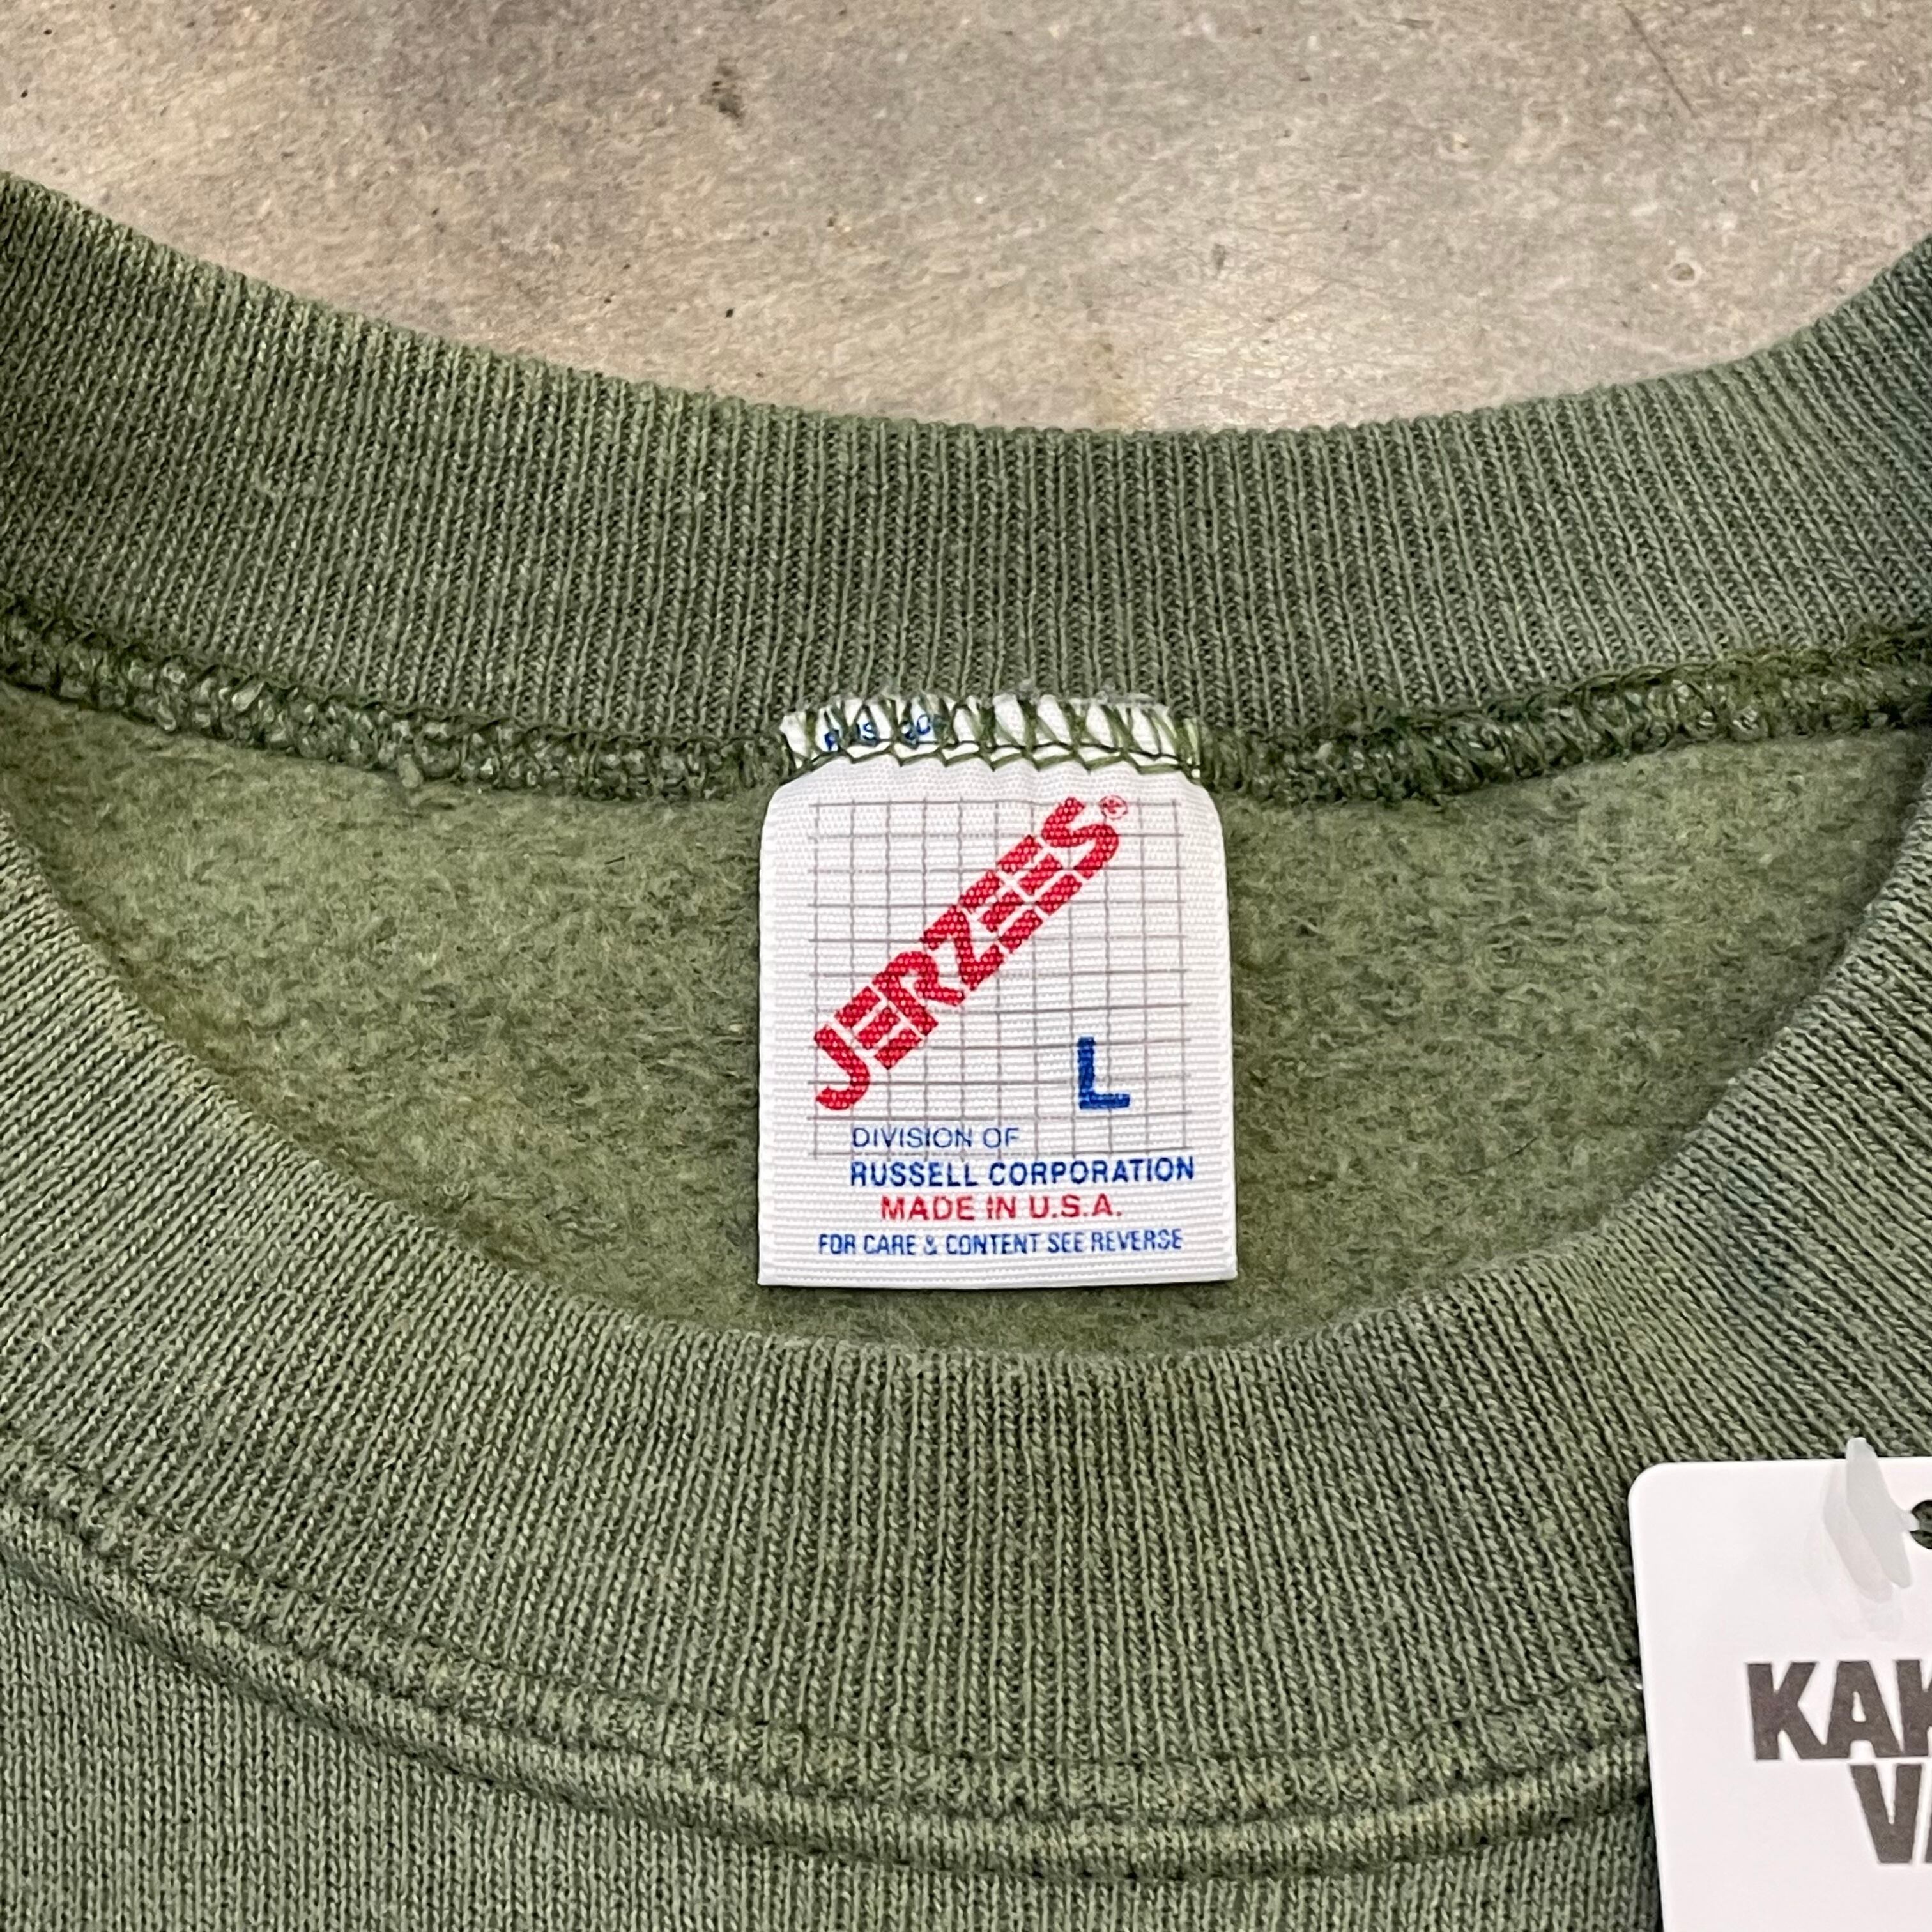 JERZEES®
L
DIVISION OF
RUSSELL CORPORATION
MADE IN U.S.A.
FOR CARE & CONTENT SEE REVERSE